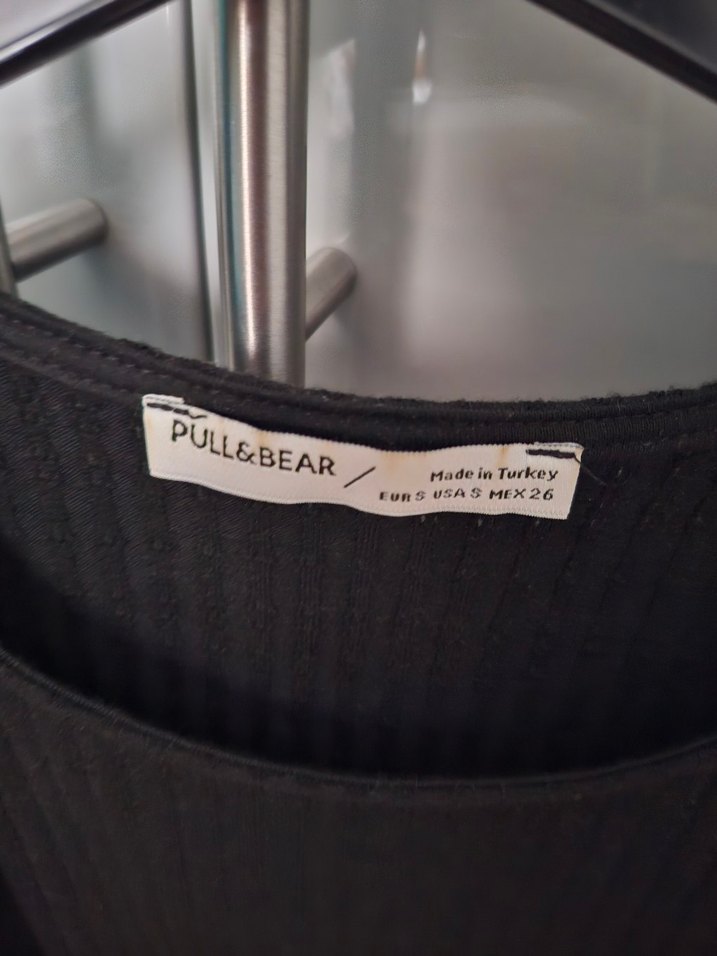 PULL&BEAR /
Made in Turkey
EUR S USA S MEX 26